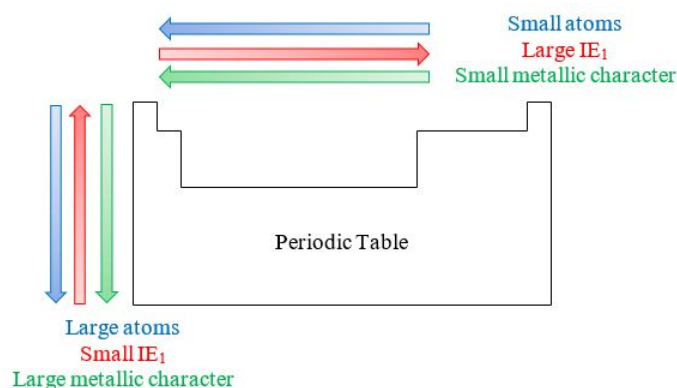 Small atoms
Large IE₁
Small metallic character
Periodic Table
Large atoms
Small IE₁
Large metallic character